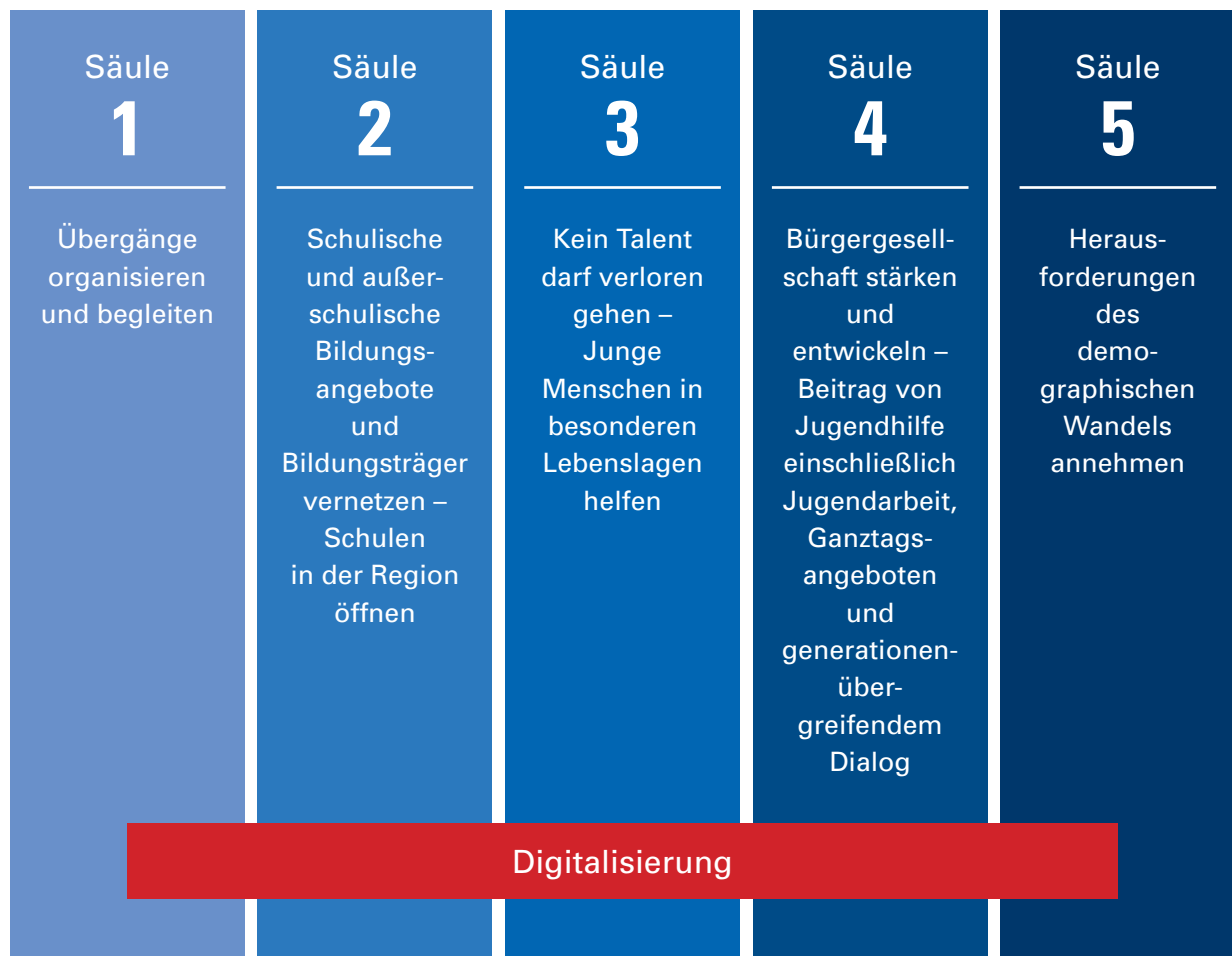 Säule
1
Übergänge
organisieren
und begleiten
Säule
2
Schulische
und außer-
schulische
Bildungs-
angebote
und
Bildungsträger
vernetzen –
Schulen
in der Region
öffnen
Säule
3
Kein Talent
darf verloren
gehen –
Junge
Menschen in
besonderen
Lebenslagen
helfen
Säule
4
Bürgergesell-
schaft stärken
und
entwickeln –
Beitrag von
Jugendhilfe
einschließlich
Jugendarbeit,
Ganztags-
angeboten
und
generationen-
über-
greifendem
Dialog
Säule
5
Heraus-
forderungen
des
demo-
graphischen
Wandels
annehmen
Digitalisierung